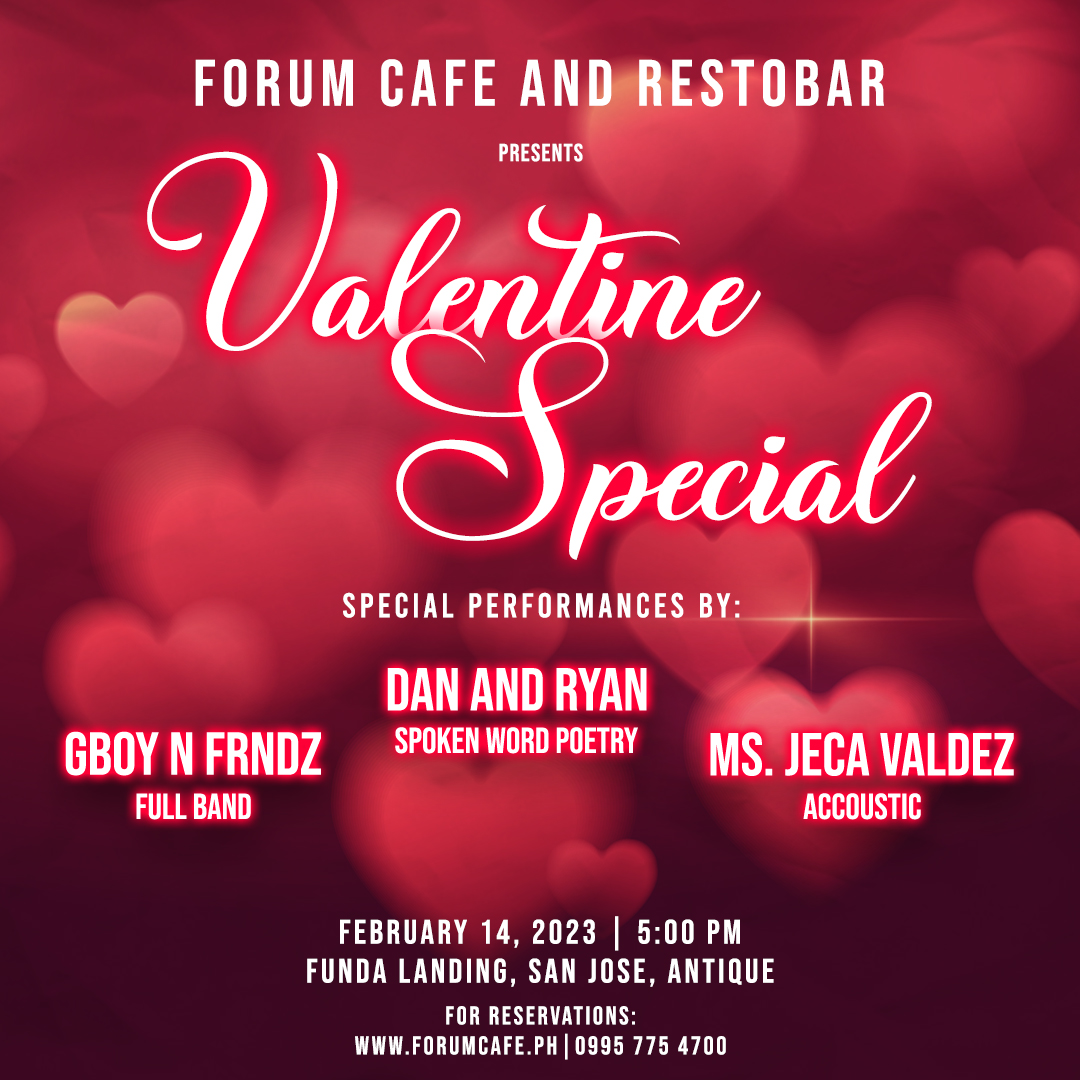 FORUM CAFE AND RESTOBAR
PRESENTS
Valentine
Special
SPECIAL PERFORMANCES BY:
DAN AND RYAN
SPOKEN WORD POETRY
GBOY N FRNDZ
FULL BAND
MS. JECA VALDEZ
ACCOUSTIC
FEBRUARY 14, 2023 | 5:00 PM
FUNDA LANDING, SAN JOSE, ANTIQUE
FOR RESERVATIONS:
WWW.FORUMCAFE.PH|0995 775 4700